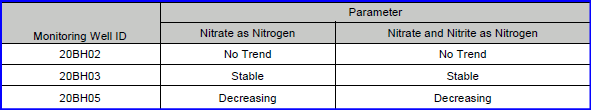 Parameter
Monitoring Well ID
Nitrate as Nitrogen
Nitrate and Nitrite as Nitrogen
20BH02 No Trend No Trend
20BH03 Stable Stable
20BH05 Decreasing Decreasing